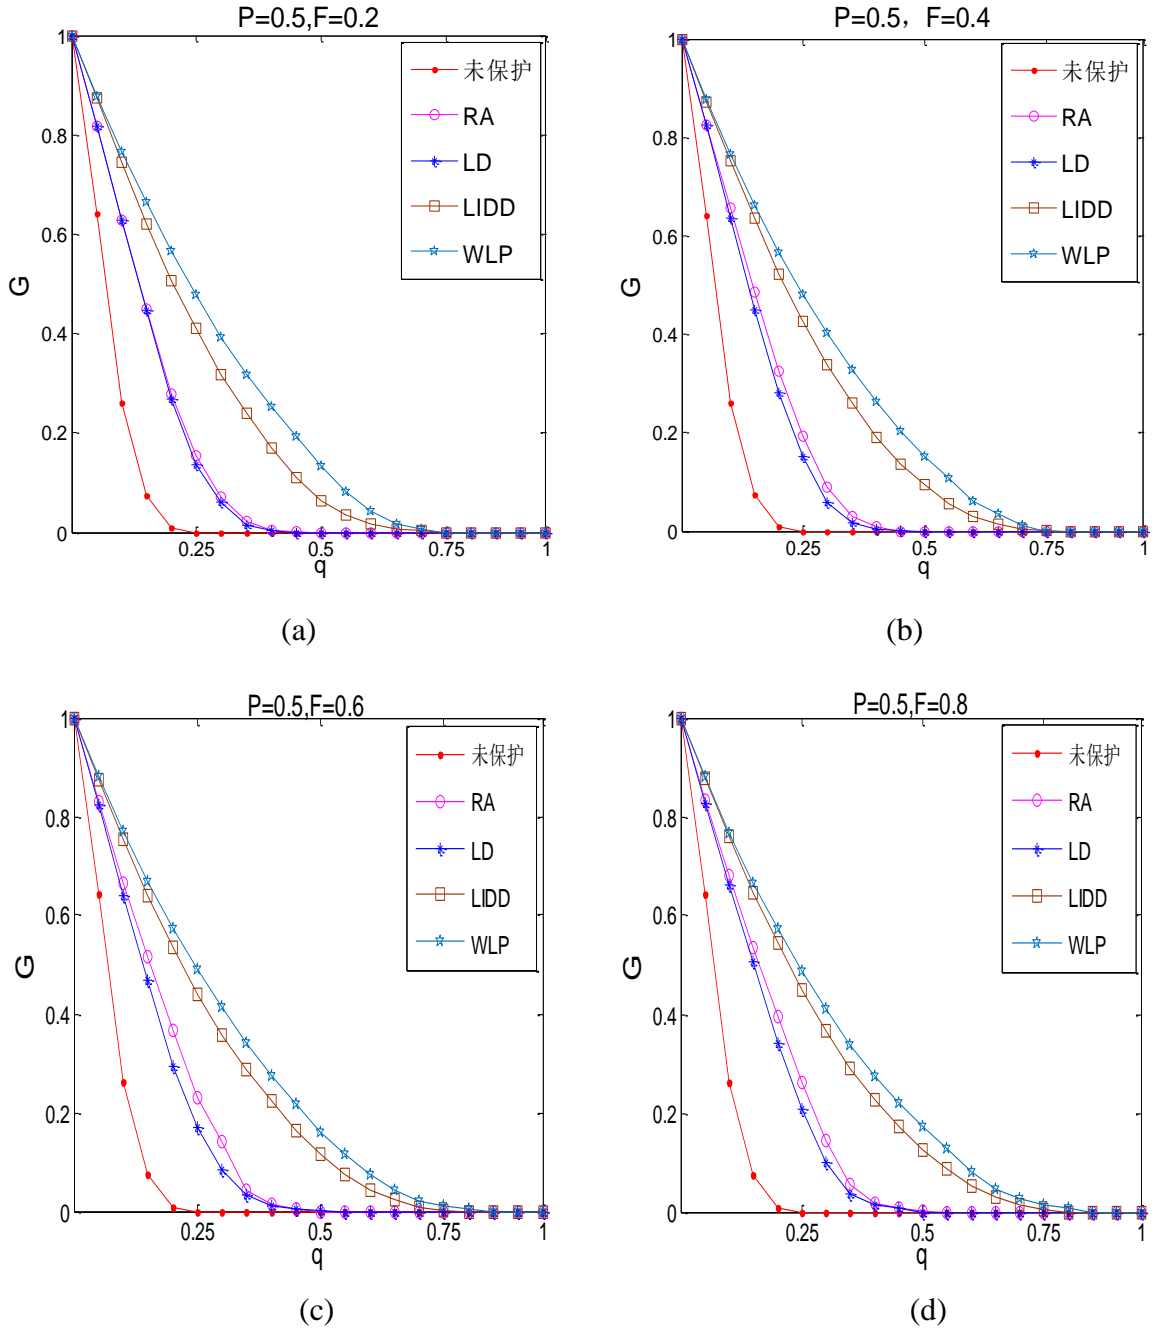 P=0.5,F=0.2
1
0.8
0.6
0.4
0.2
0
G
0.25
0.5
0.75
1
q
未保护
RA
LD
LIDD
WLP
(a)
P=0.5，F=0.4
1
0.8
0.6
0.4
0.2
0
G
0.25
0.5
0.75
1
q
未保护
RA
LD
LIDD
WLP
(b)
P=0.5,F=0.6
1
0.8
0.6
0.4
0.2
0
G
0.25
0.5
0.75
1
q
未保护
RA
LD
LIDD
WLP
(c)
P=0.5,F=0.8
1
0.8
0.6
0.4
0.2
0
G
0.25
0.5
0.75
1
q
未保护
RA
LD
LIDD
WLP
(d)